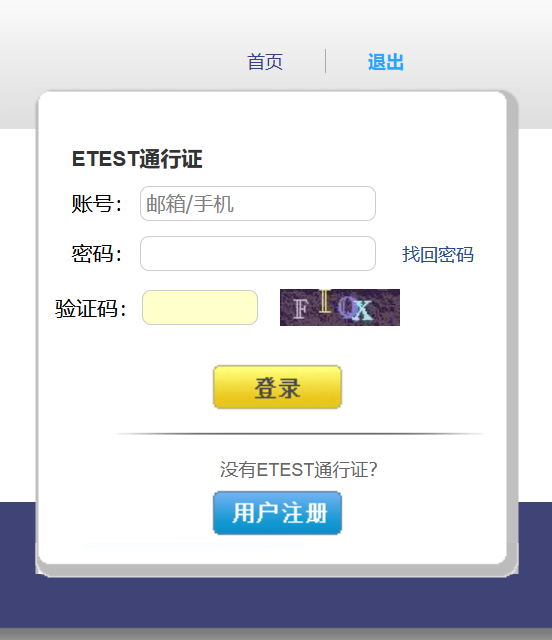 首页 退出
ETEST通行证
账号： 邮箱/手机
密码： 找回密码
验证码： FIQX
登录
没有ETEST通行证?
用户注册